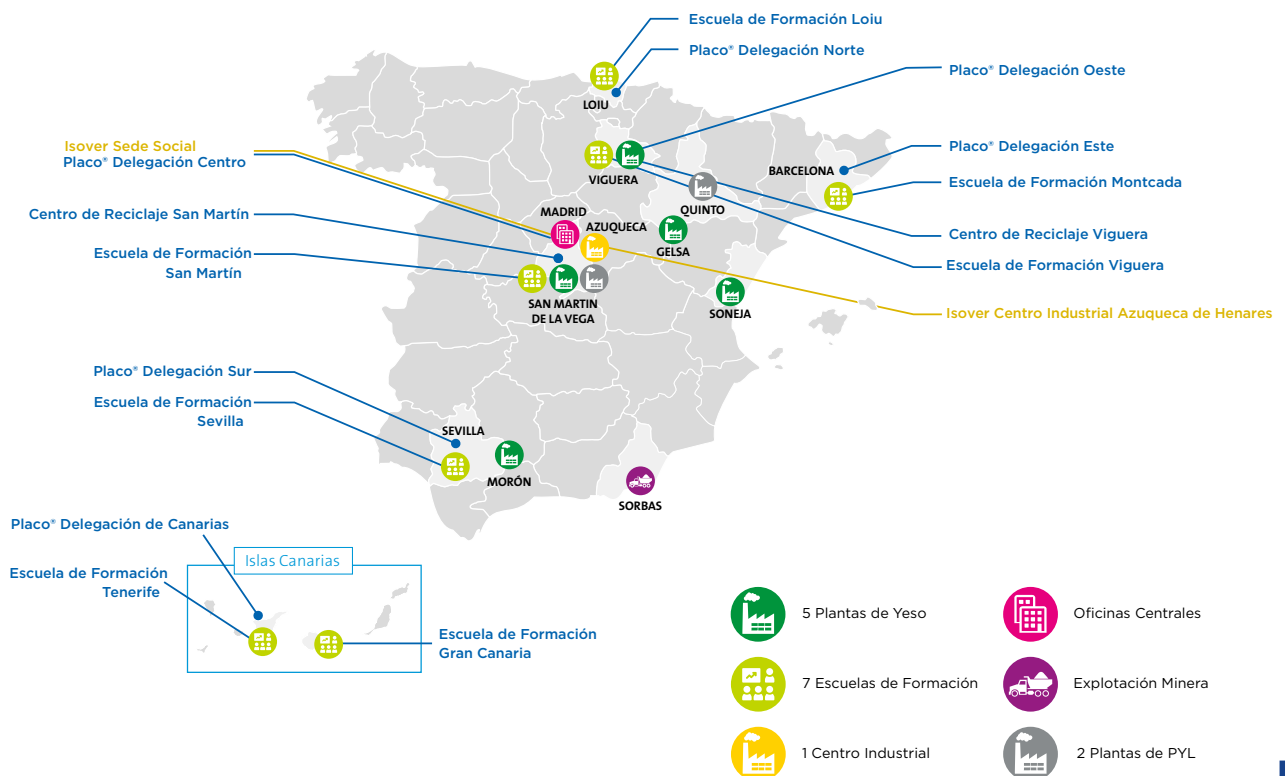 Escuela de Formación Loiu
Placo® Delegación Norte
Placo® Delegación Oeste
LOIU
Isover Sede Social
Placo® Delegación Centro
Placo® Delegación Este
BARCELONA
VIGUERA
Escuela de Formación Montcada
QUINTO
Centro de Reciclaje San Martín
MADRID
AZUQUECA
Centro de Reciclaje Viguera
GELSA
Escuela de Formación
San Martín
Escuela de Formación Viguera
SAN MARTIN
DE LA VEGA
SONEJA
Isover Centro Industrial Azuqueca de Henares
Placo® Delegación Sur
Escuela de Formación
Sevilla
SEVILLA
MORÓN
SORBAS
Placo® Delegación de Canarias
Islas Canarias
Escuela de Formación
Tenerife
Escuela de Formación
Gran Canaria
5 Plantas de Yeso
Oficinas Centrales
7 Escuelas de Formación
Explotación Minera
1 Centro Industrial
2 Plantas de PYL